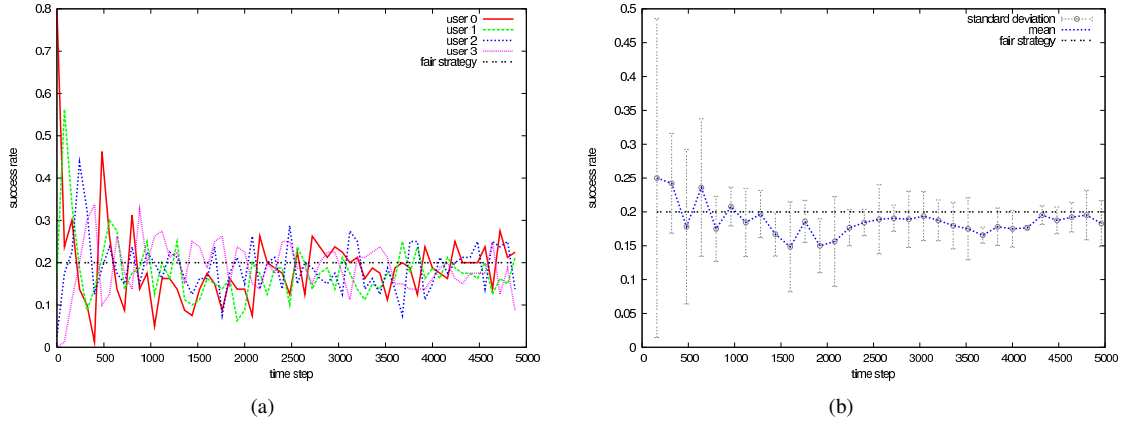 0.8
0.7
0.6
0.5
0.4
0.3
0.2
0.1
0
success rate
0 500 1000 1500 2000 2500 3000 3500 4000 4500 5000
time step
user 0
user 1
user 2
user 3
fair strategy
(a)
0.5
0.45
0.4
0.35
0.3
0.25
0.2
0.15
0.1
0.05
0
success rate
0 500 1000 1500 2000 2500 3000 3500 4000 4500 5000
time step
standard deviation
mean
fair strategy
(b)